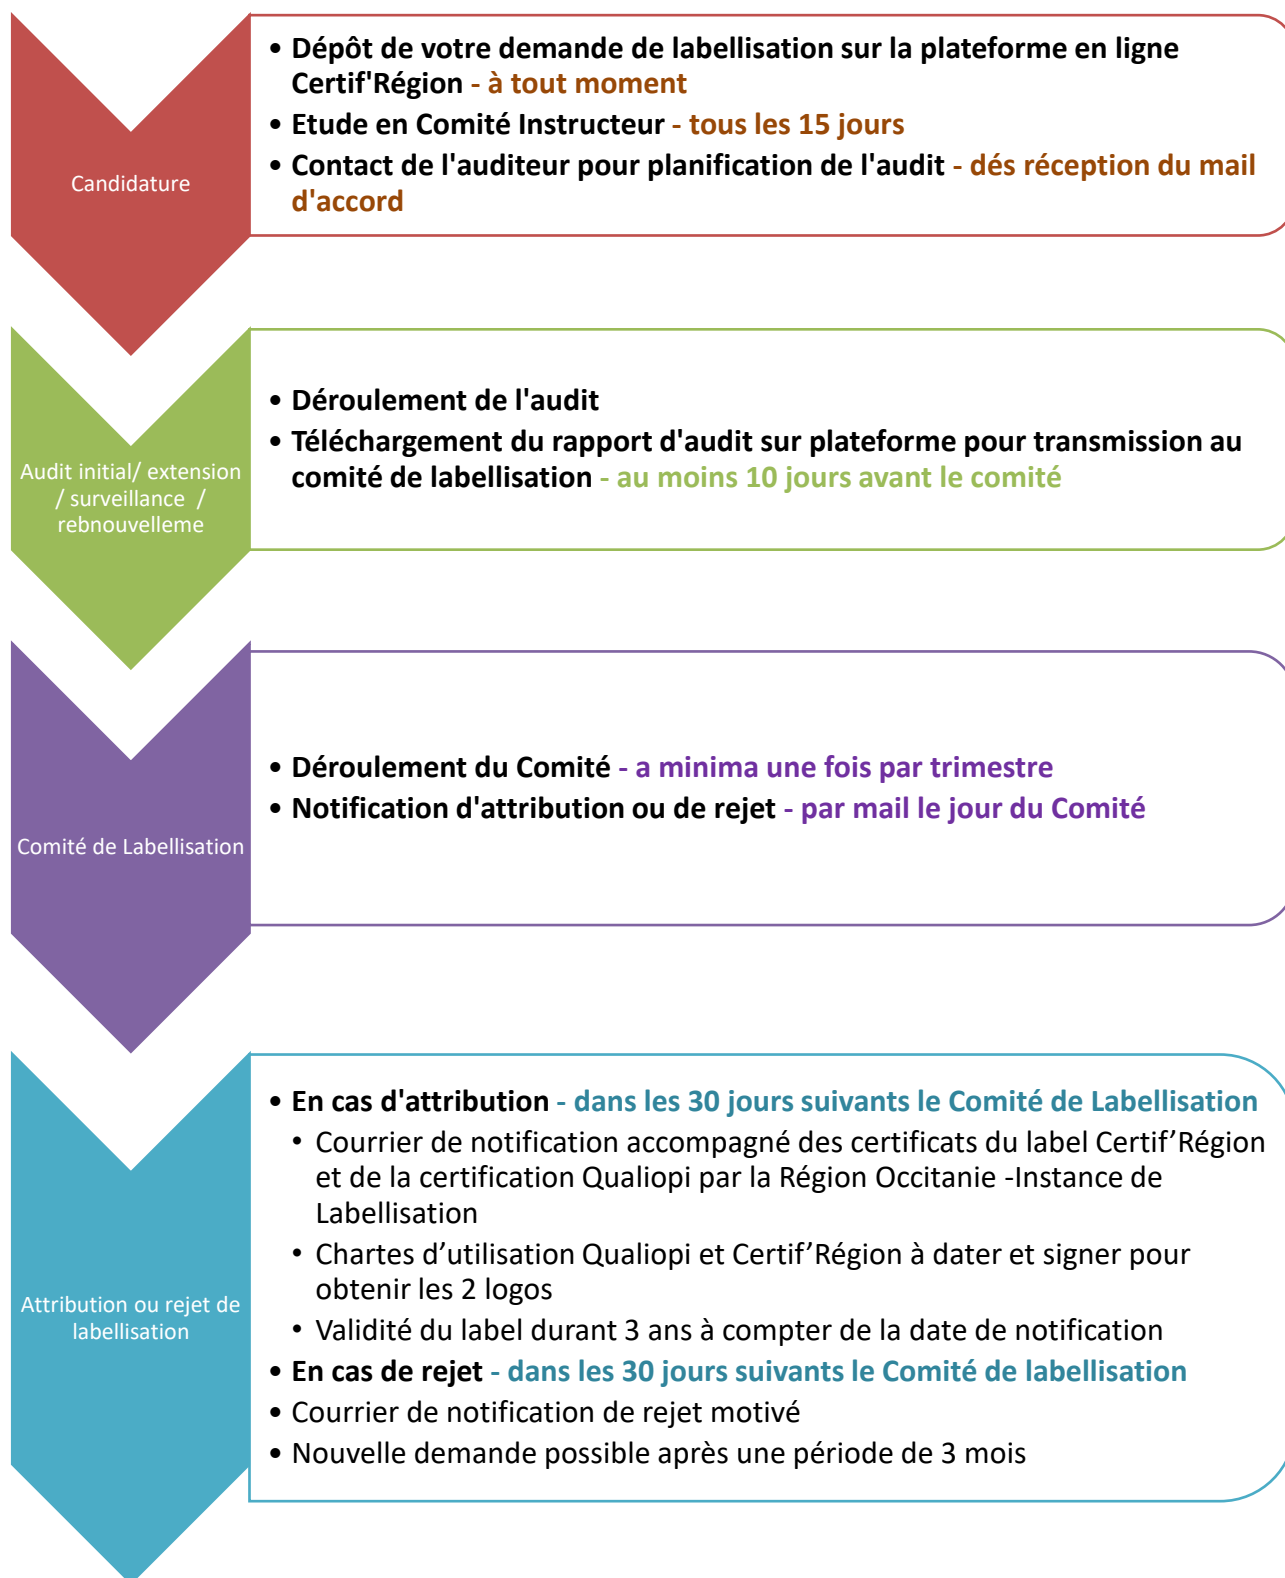 Candidature
• Dépôt de votre demande de labellisation sur la plateforme en ligne
Certif'Région - à tout moment
• Etude en Comité Instructeur - tous les 15 jours
• Contact de l'auditeur pour planification de l'audit - dés réception du mail
d'accord
Audit initial/ extension
/ surveillance /
rebnouvelleme
• Déroulement de l'audit
• Téléchargement du rapport d'audit sur plateforme pour transmission au
comité de labellisation - au moins 10 jours avant le comité
Comité de Labellisation
• Déroulement du Comité - a minima une fois par trimestre
• Notification d'attribution ou de rejet - par mail le jour du Comité
Attribution ou rejet de
labellisation
• En cas d'attribution - dans les 30 jours suivants le Comité de Labellisation
• Courrier de notification accompagné des certificats du label Certif’Région
et de la certification Qualiopi par la Région Occitanie -Instance de
Labellisation
• Chartes d’utilisation Qualiopi et Certif’Région à dater et signer pour
obtenir les 2 logos
• Validité du label durant 3 ans à compter de la date de notification
• En cas de rejet - dans les 30 jours suivants le Comité de labellisation
• Courrier de notification de rejet motivé
• Nouvelle demande possible après une période de 3 mois